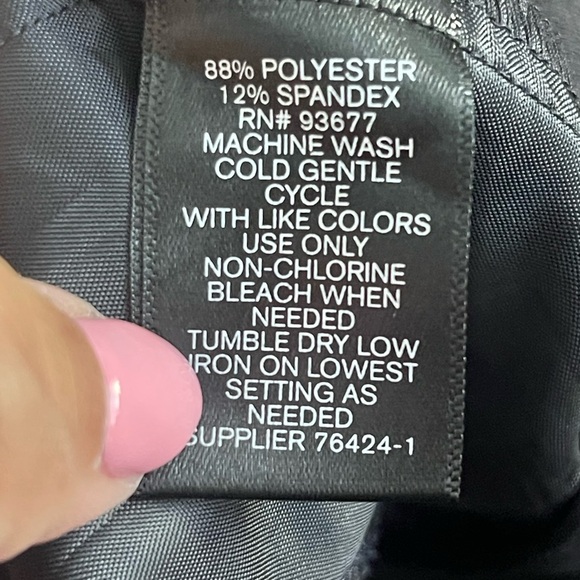 88% POLYESTER
12% SPANDEX
RN# 93677
MACHINE WASH
COLD GENTLE
CYCLE
WITH LIKE COLORS
USE ONLY
NON-CHLORINE
BLEACH WHEN
NEEDED
TUMBLE DRY LOW
IRON ON LOWEST
SETTING AS
NEEDED
SUPPLIER 76424-1